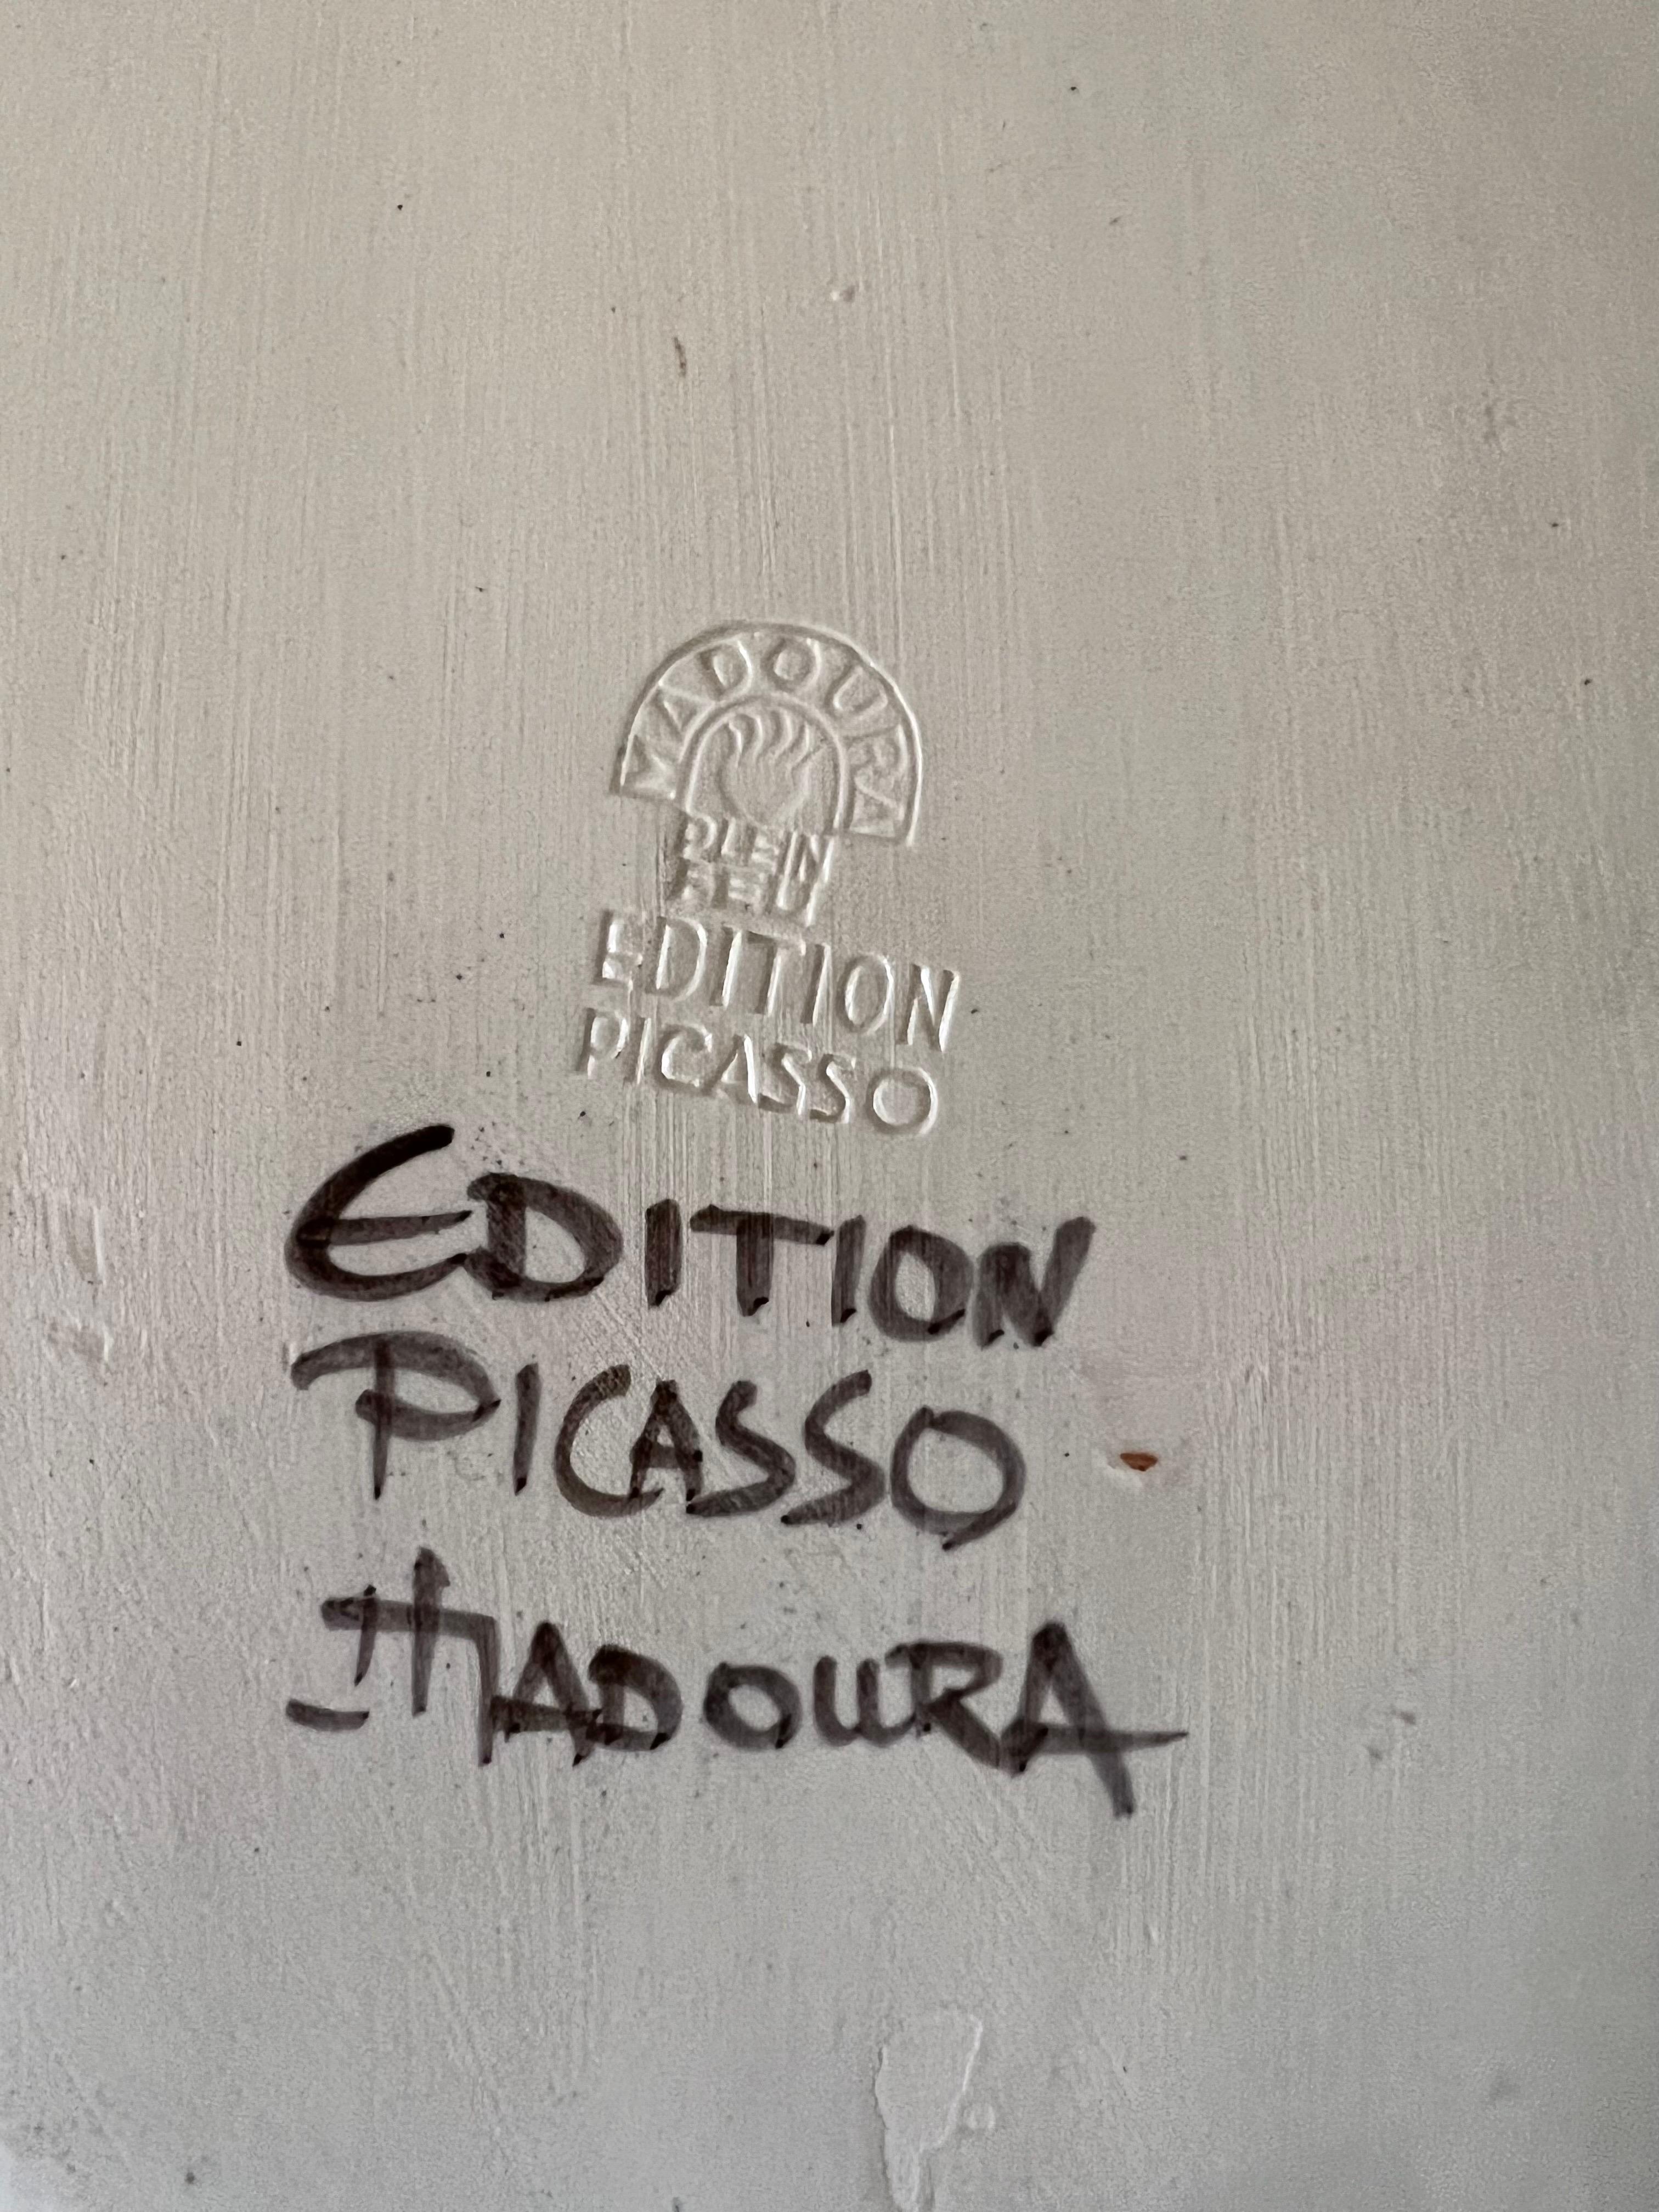 MADOURA
PLEIN
FEU
EDITION
PICASSO
EDITION
PICASSO
MADOURA